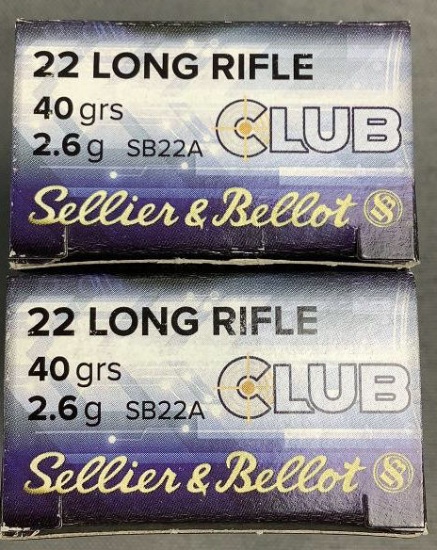 22 LONG RIFLE
40 grs
2.6 g SB22A CLUB
Sellier & Bellot
22 LONG RIFLE
40 grs
2.6 g SB22A CLUB
Sellier & Bellot